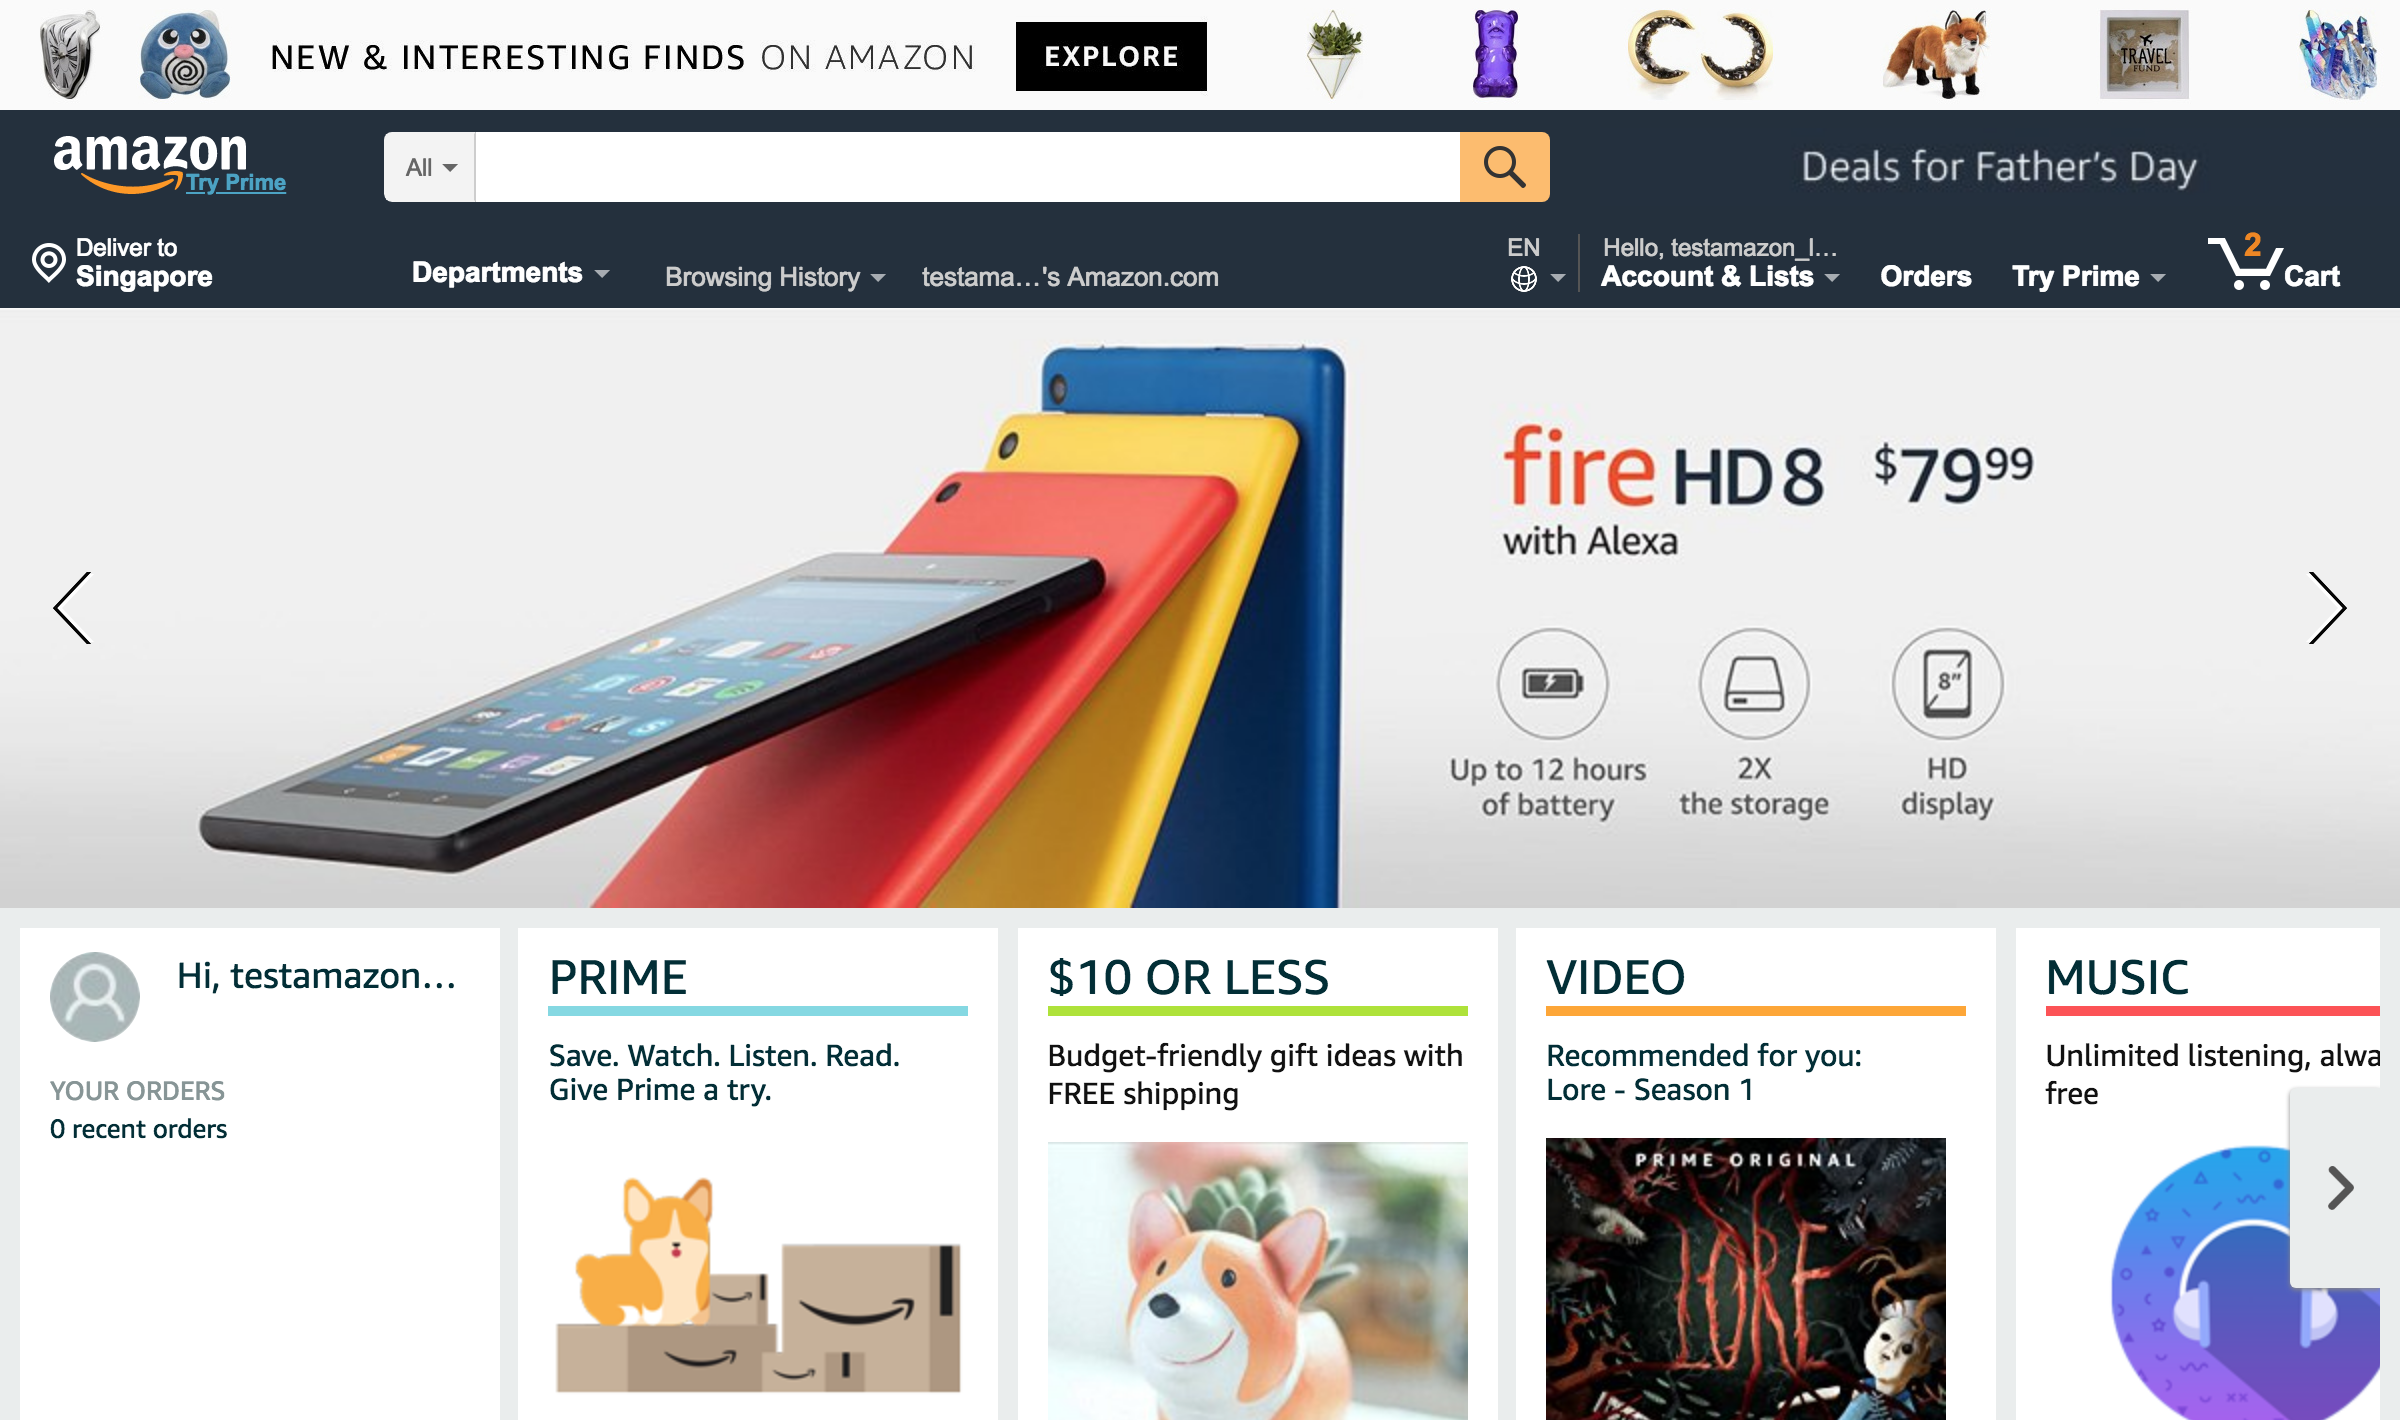 NEW & INTERESTING FINDS ON AMAZON
EXPLORE
TRAVEL
FUND
amazon
Try Prime
All
Deals for Father's Day
Deliver to
Singapore
Departments
Browsing History
testama...'s Amazon.com
EN
Hello, testamazon_l...
Account & Lists
Orders
Try Prime
2
Cart
fire HD 8 $79.99
with Alexa
8"
Up to 12 hours
of battery
2X
the storage
HD
display
Hi, testamazon...
YOUR ORDERS
0 recent orders
PRIME
Save. Watch. Listen. Read.
Give Prime a try.
$10 OR LESS
Budget-friendly gift ideas with
FREE shipping
VIDEO
Recommended for you:
Lore - Season 1
PRIME ORIGINAL
LORE
MUSIC
Unlimited listening, alwa
free